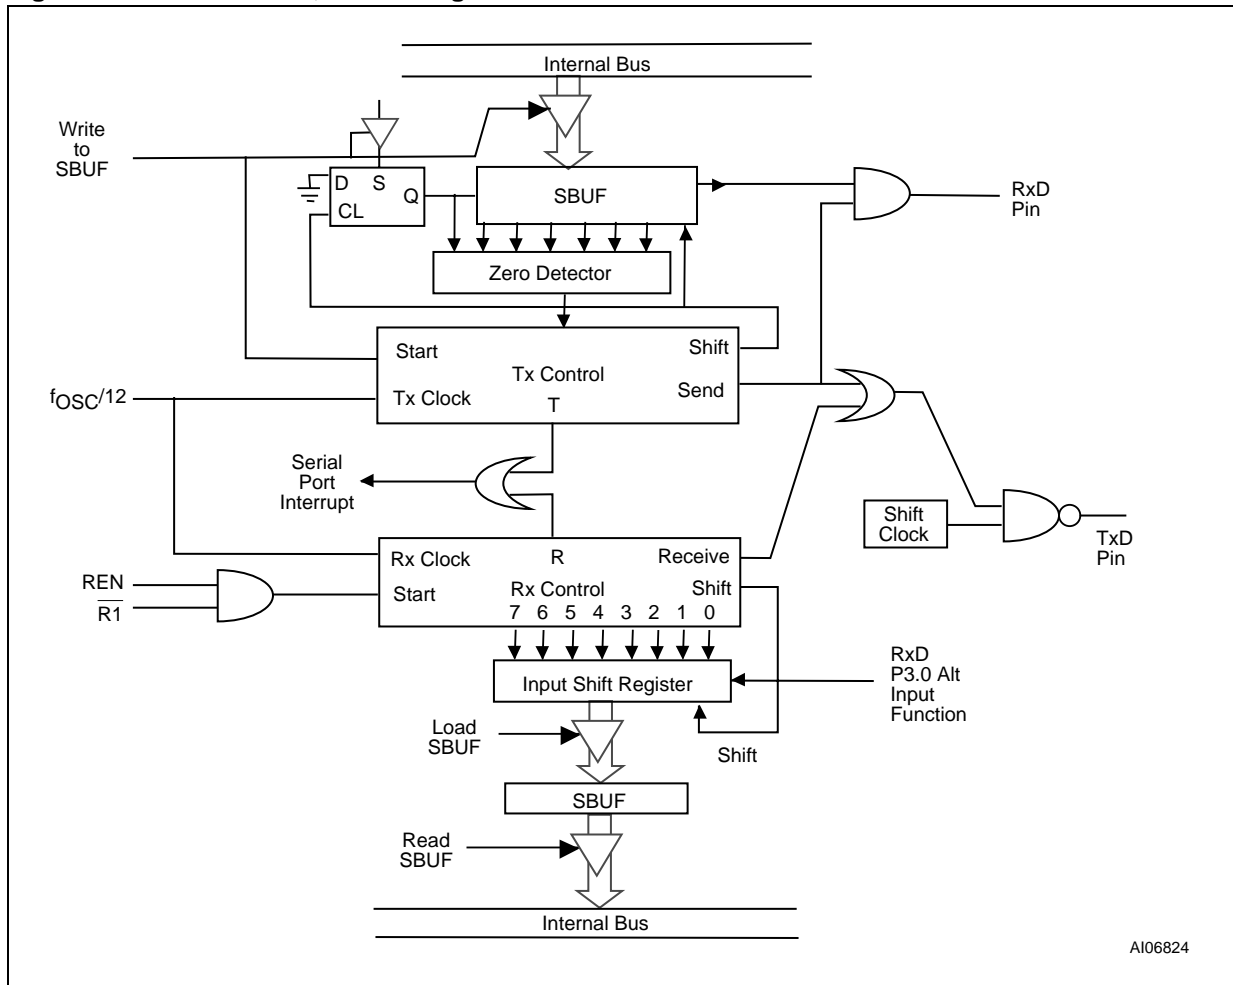 Internal Bus
Write
to
SBUF
D S
Q
CL
SBUF
RxD
Pin
Zero Detector
Start
Shift
Tx Control
fOSC/12
Tx Clock
T
Send
Serial
Port
Interrupt
Shift
Clock
TxD
Pin
Rx Clock
R
Receive
REN
R1
Start
Rx Control
Shift
7 6 5 4 3 2 1 0
Input Shift Register
RxD
P3.0 Alt
Input
Function
Load
SBUF
Shift
SBUF
Read
SBUF
Internal Bus
AI06824